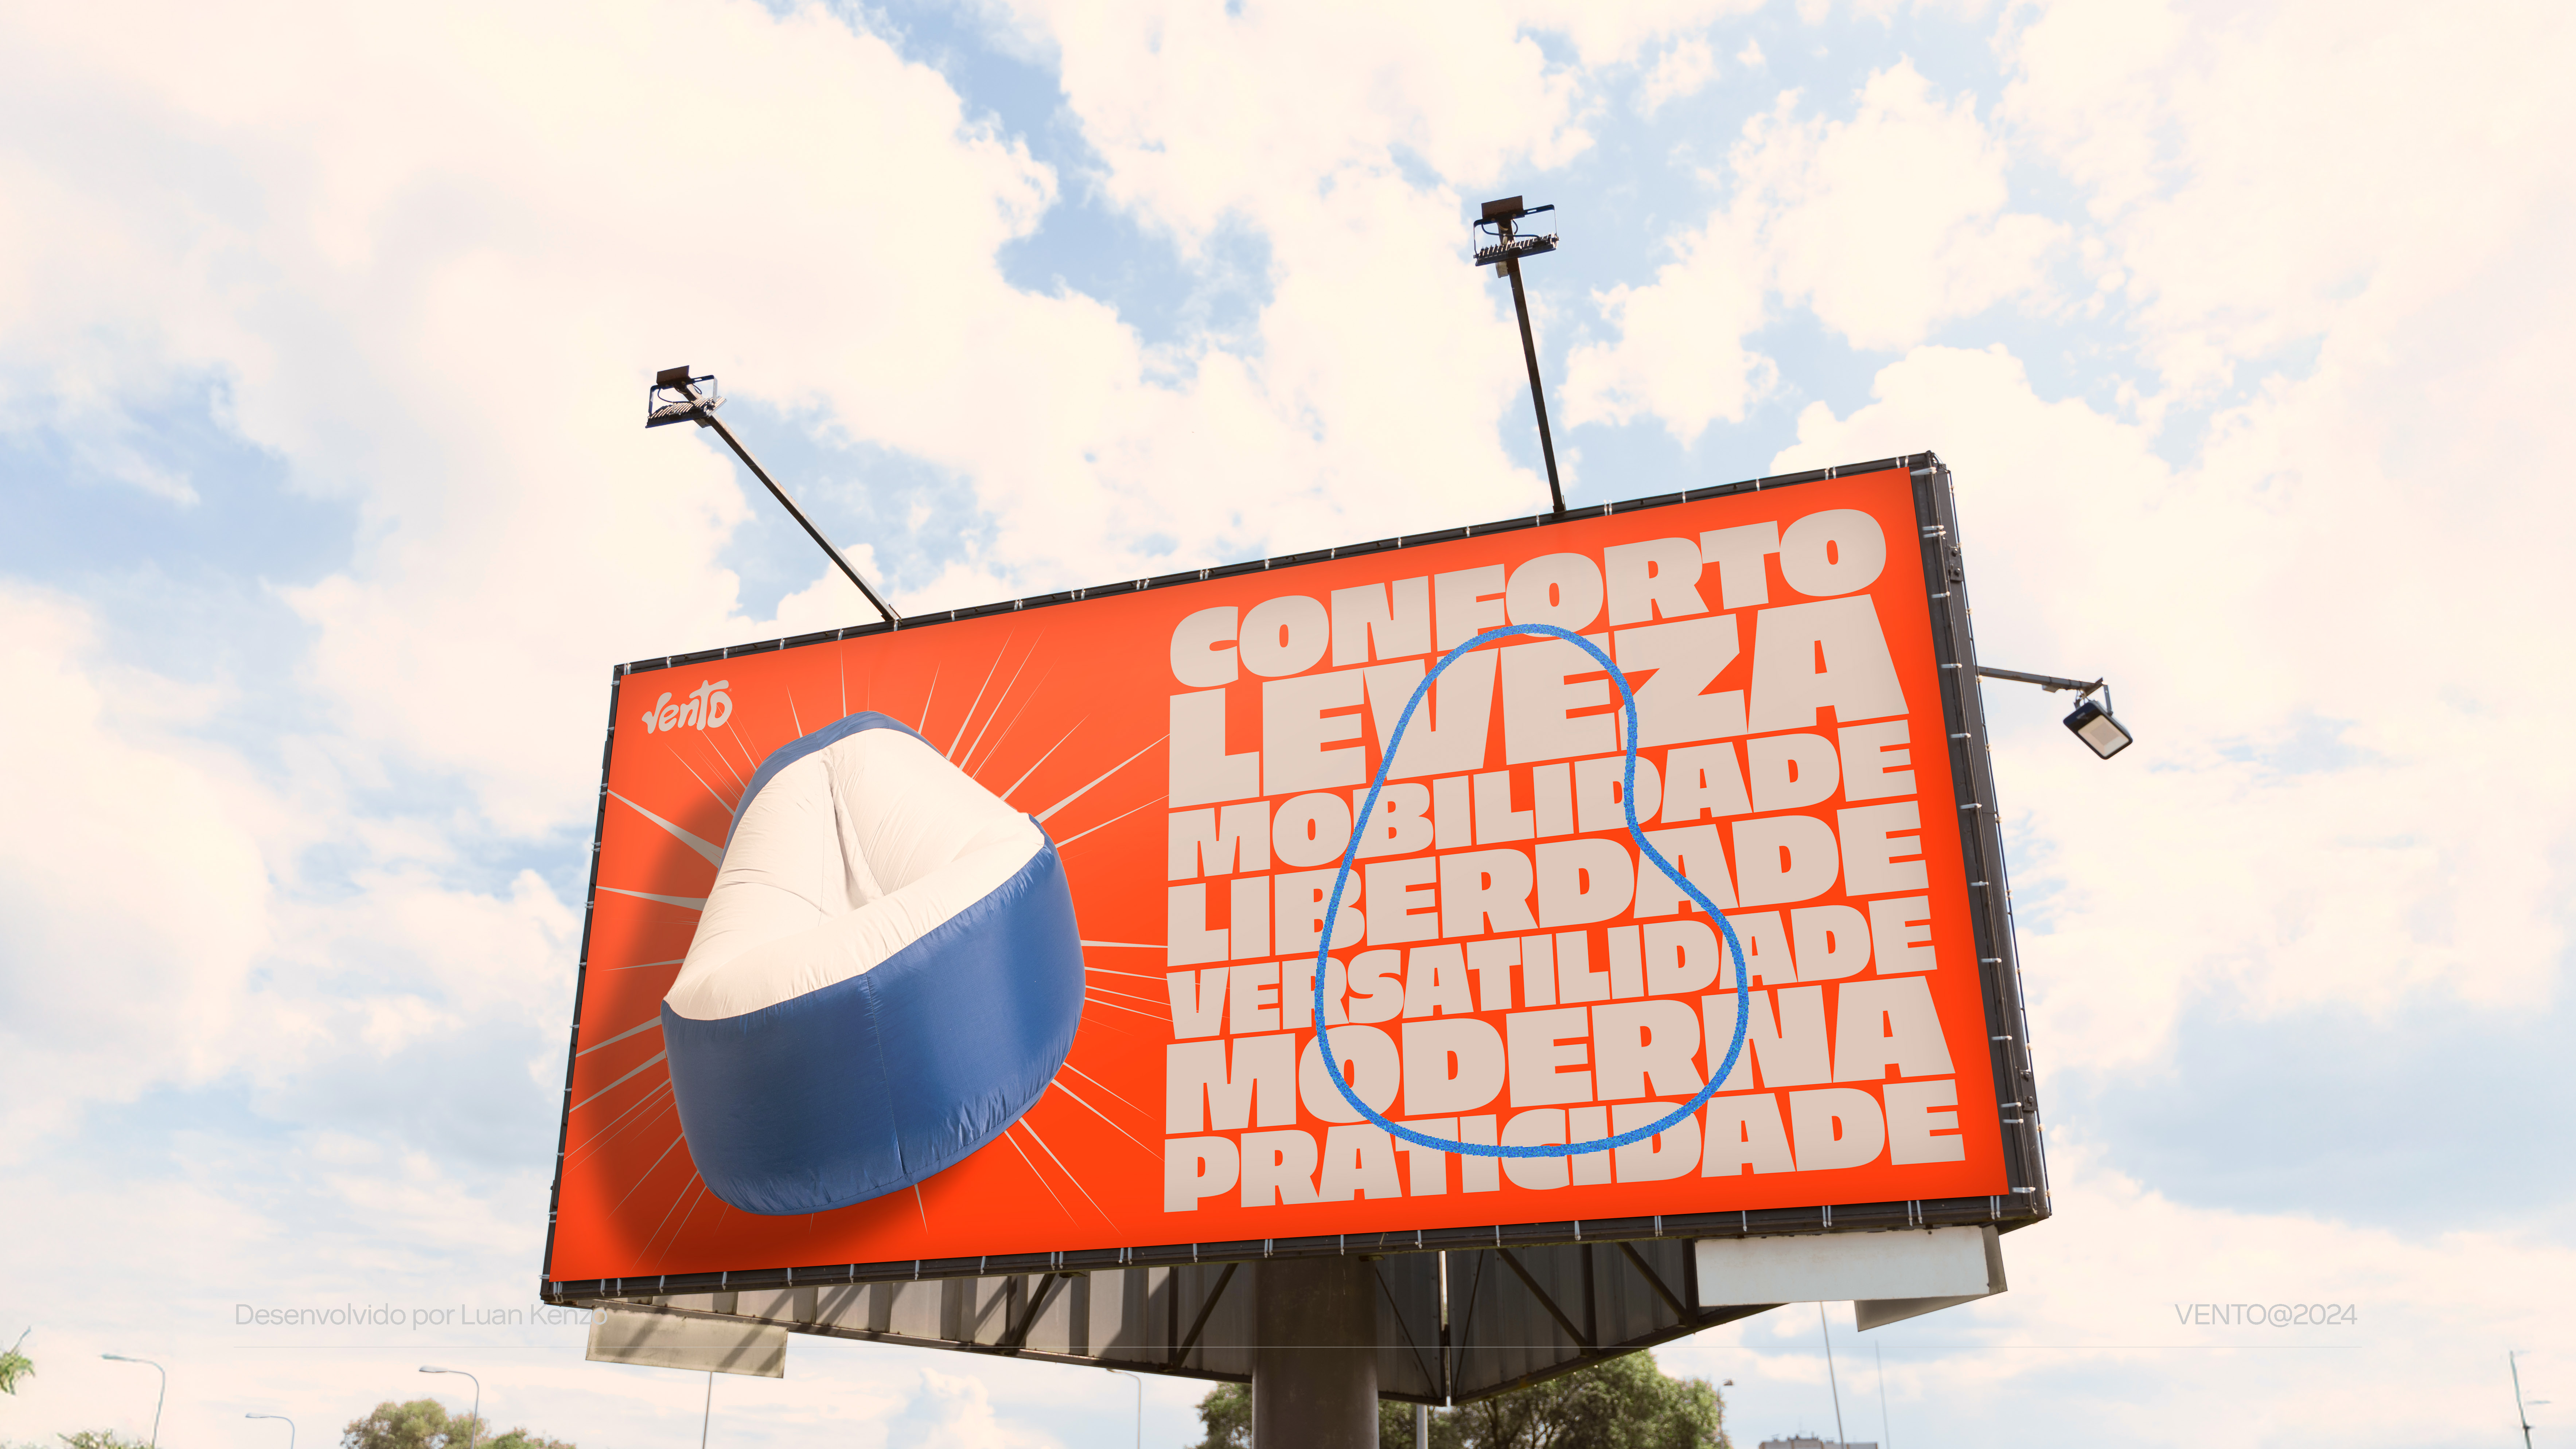 vento
CONFORTO
LEVEZA
MOBILIDADE
LIBERDADE
VERSATILIDADE
MODERNA
PRATICIDADE
Desenvolvido por Luan Kenzo
VENTO@2024